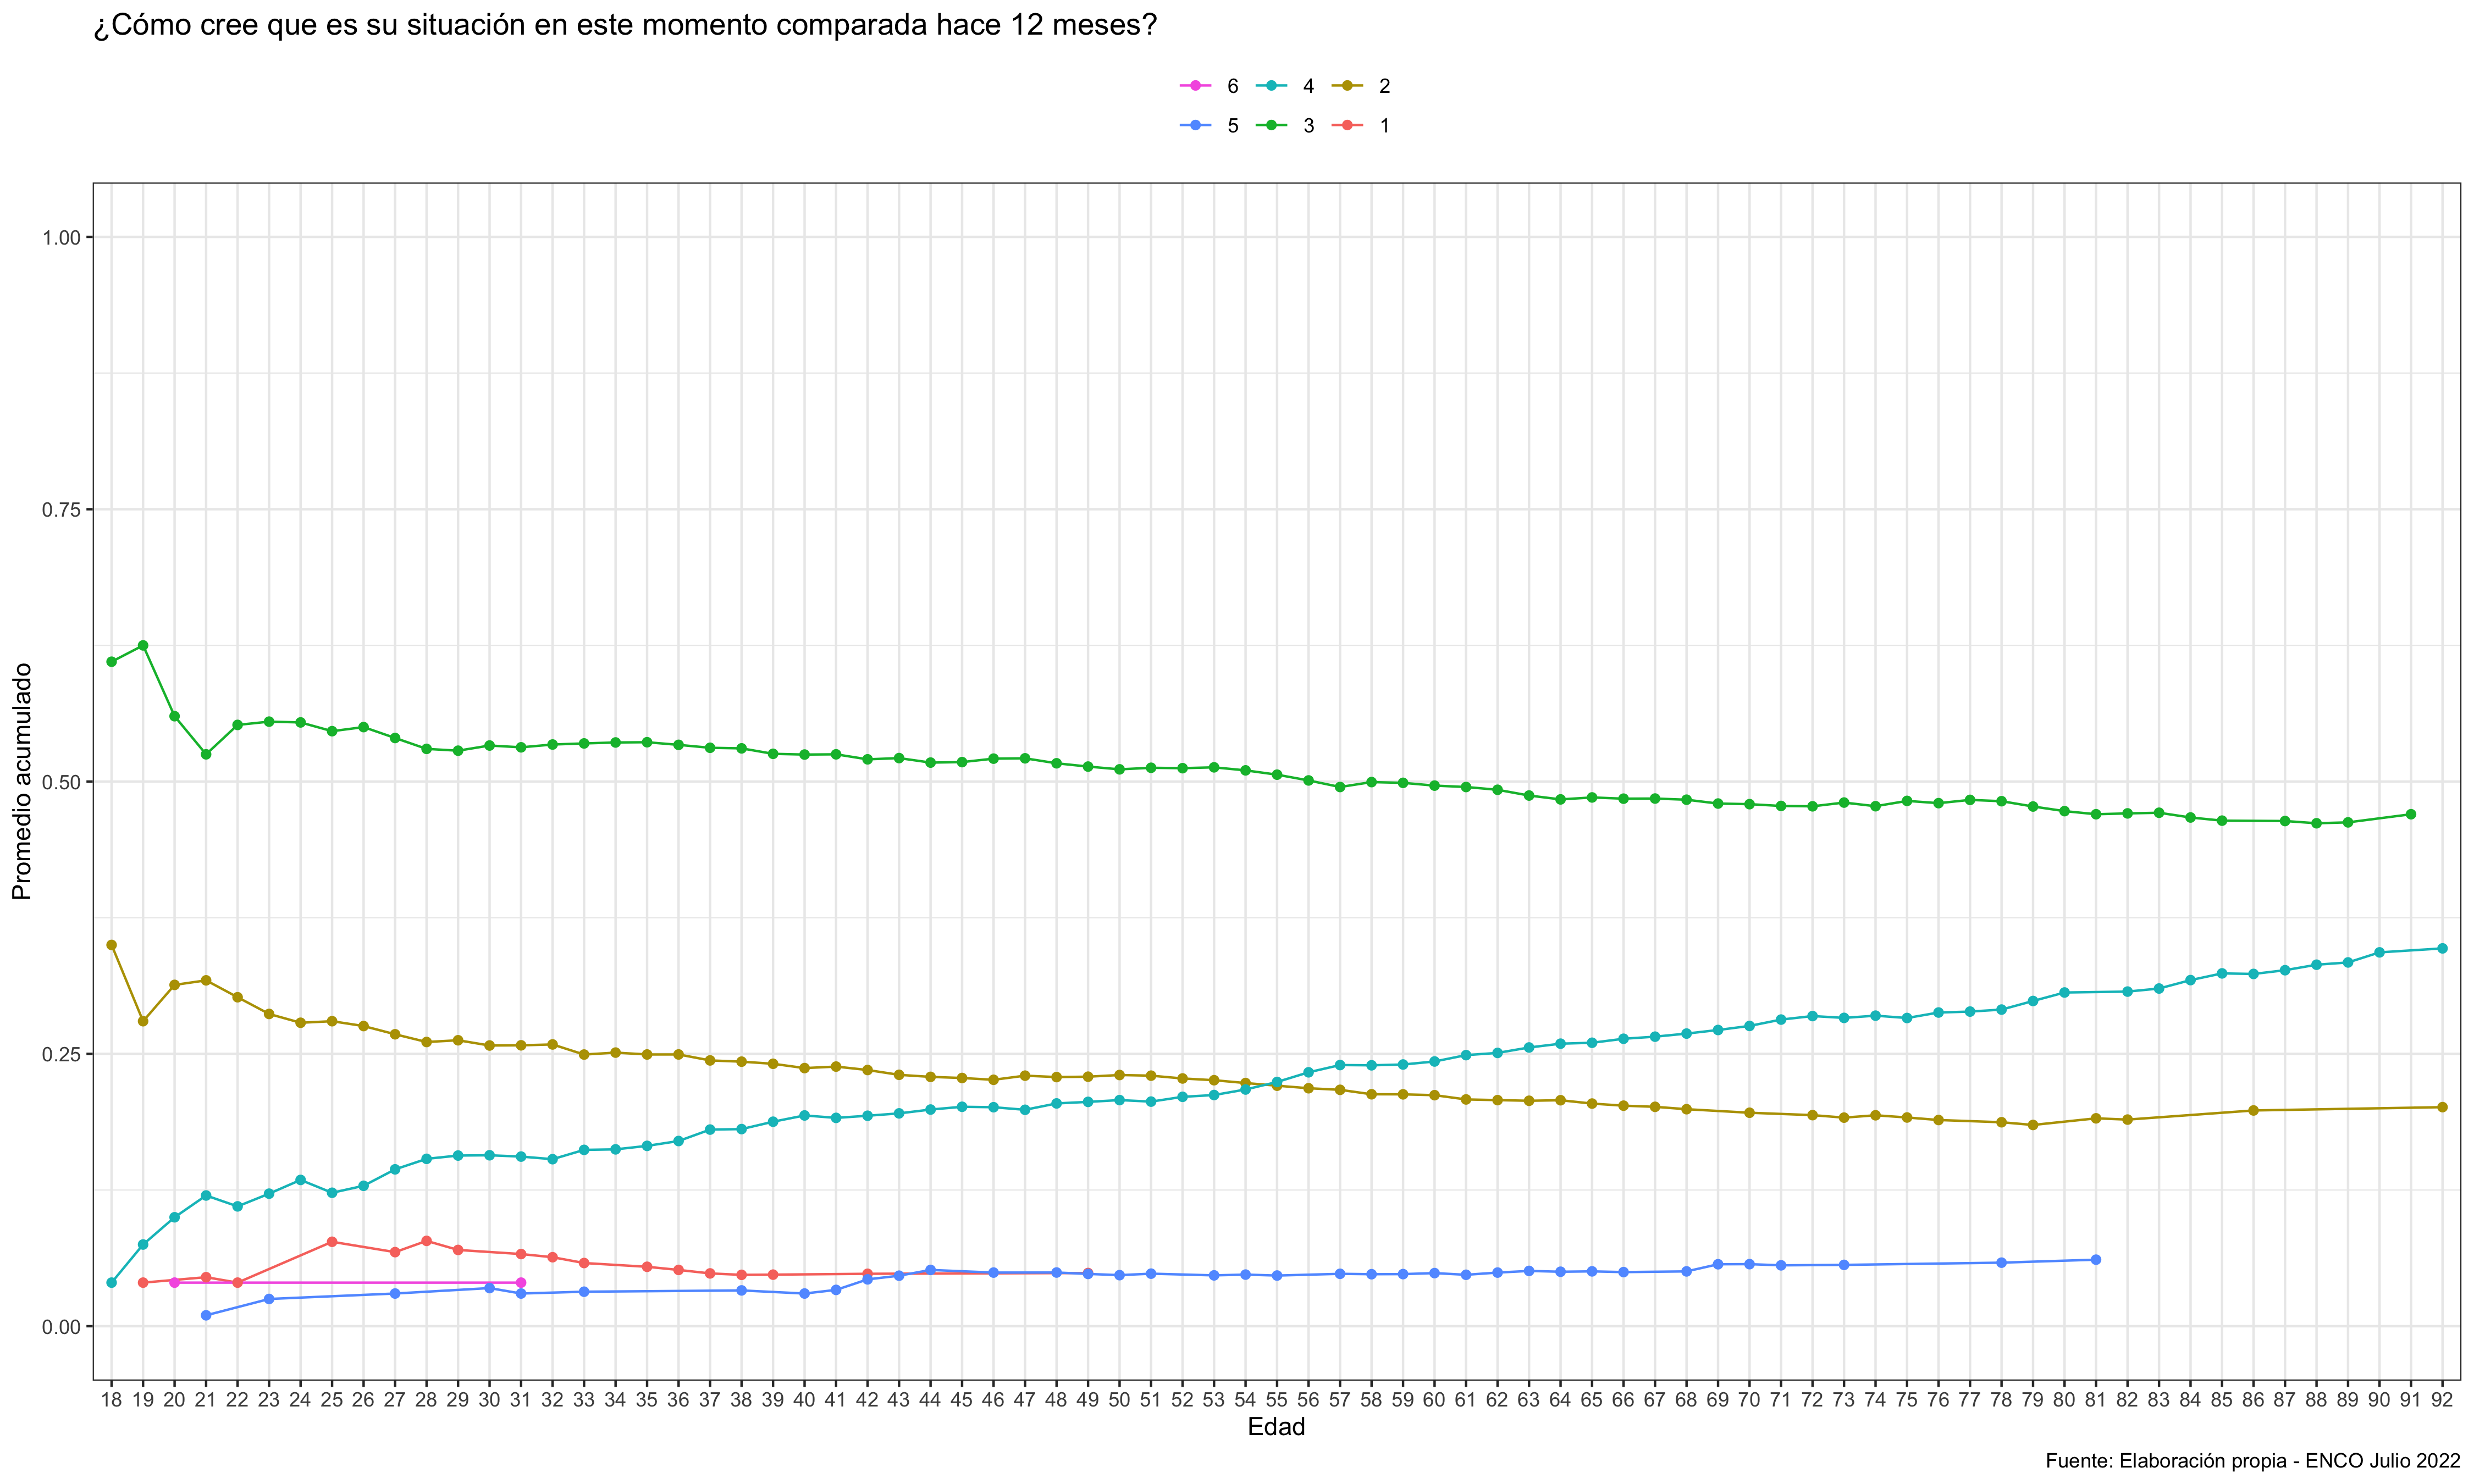 ¿Cómo cree que es su situación en este momento comparada hace 12 meses?
6 4 2
5 3 1
Promedio acumulado
1.00
0.75
0.50
0.25
0.00
18 19 20 21 22 23 24 25 26 27 28 29 30 31 32 33 34 35 36 37 38 39 40 41 42 43 44 45 46 47 48 49 50 51 52 53 54 55 56 57 58 59 60 61 62 63 64 65 66 67 68 69 70 71 72 73 74 75 76 77 78 79 80 81 82 83 84 85 86 87 88 89 90 91 92
Edad
Fuente: Elaboración propia - ENCO Julio 2022